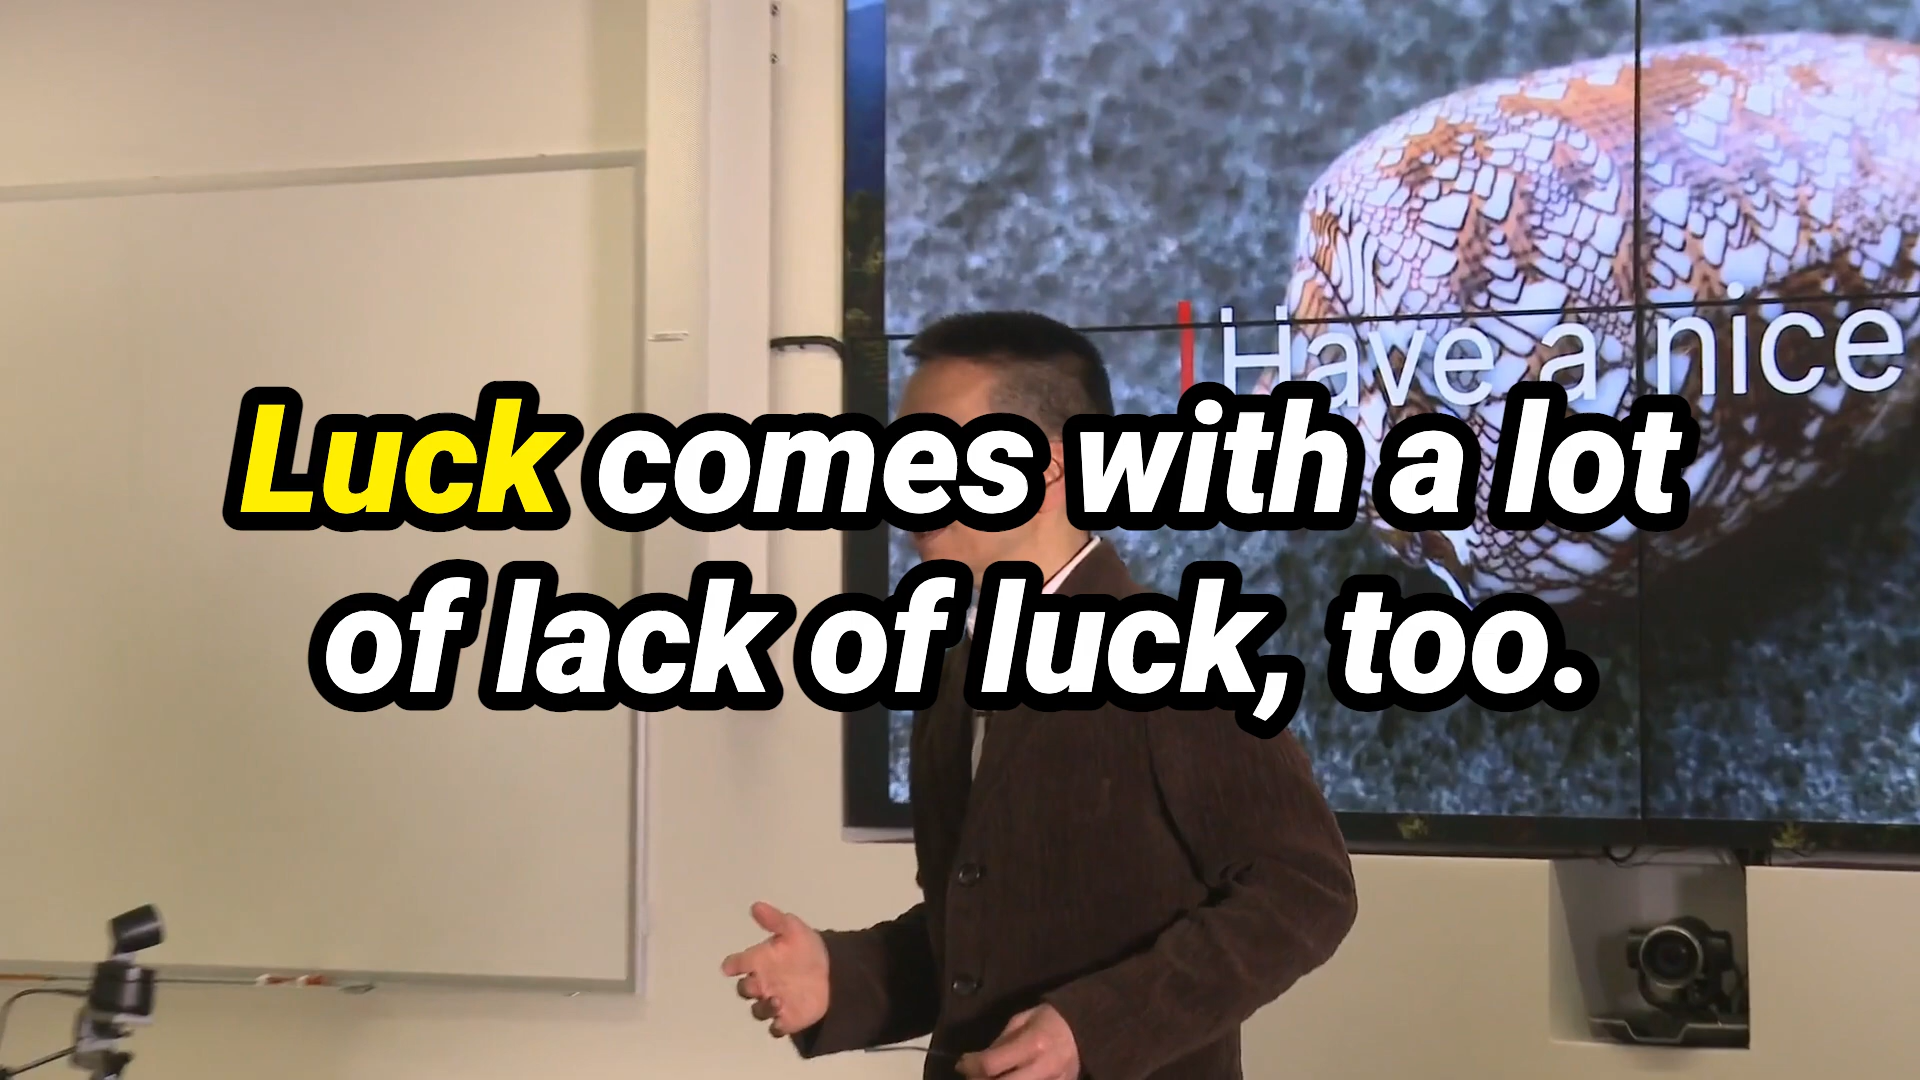 Have a nice
Luck comes with a lot
of lack of luck, too.